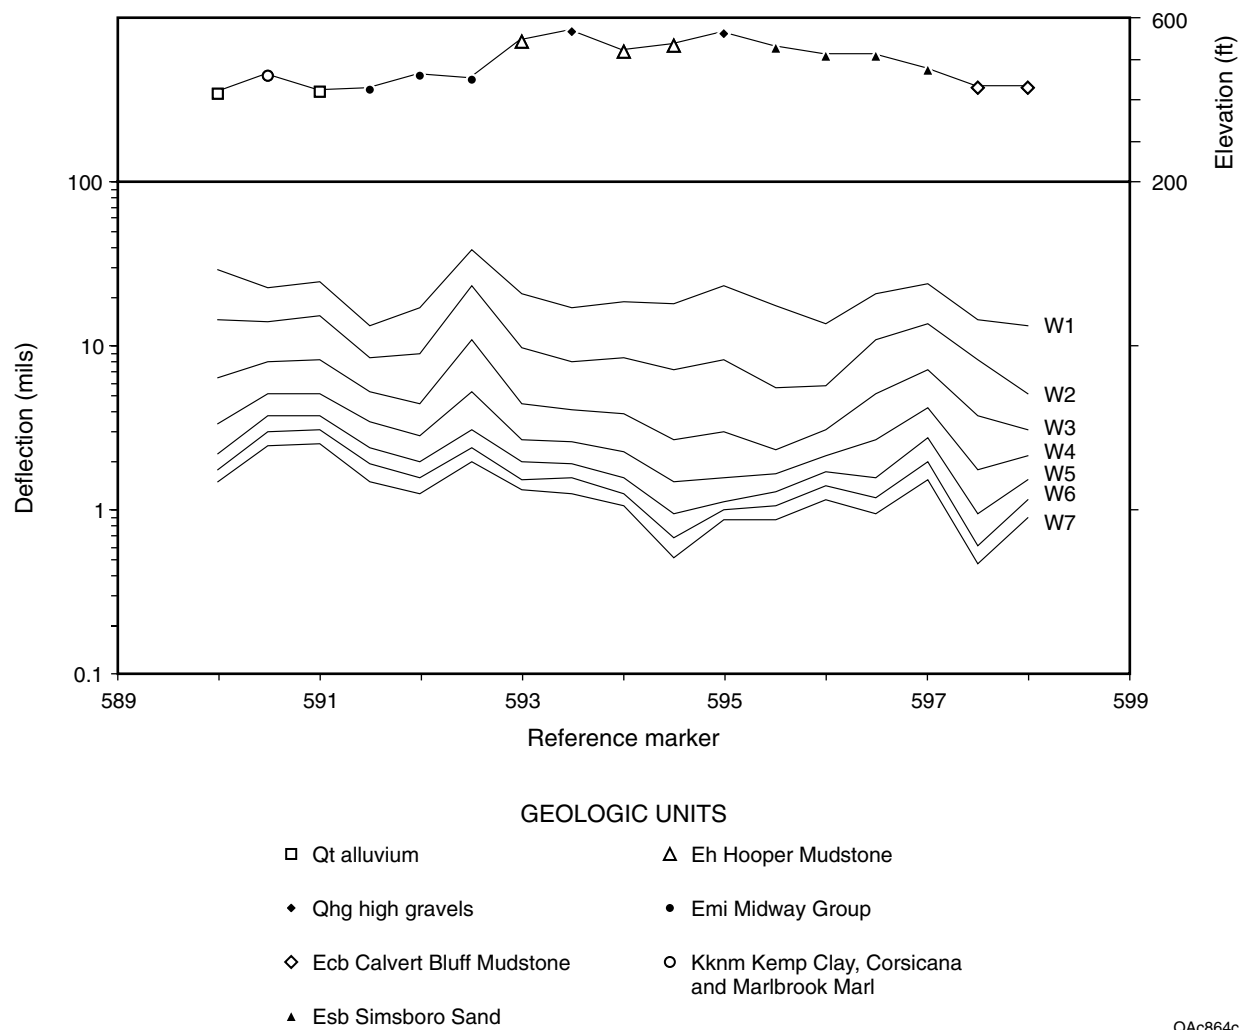 600
Elevation (ft)
100
200
W1
10
W2
Deflection (mils)
W3
W4
W5
W6
1
W7
0.1
589
591
593
595
597
599
Reference marker
GEOLOGIC UNITS
Qt alluvium
Eh Hooper Mudstone
Qhg high gravels
Emi Midway Group
Ecb Calvert Bluff Mudstone
Kknm Kemp Clay, Corsicana
and Marlbrook Marl
Esb Simsboro Sand
QAc864c